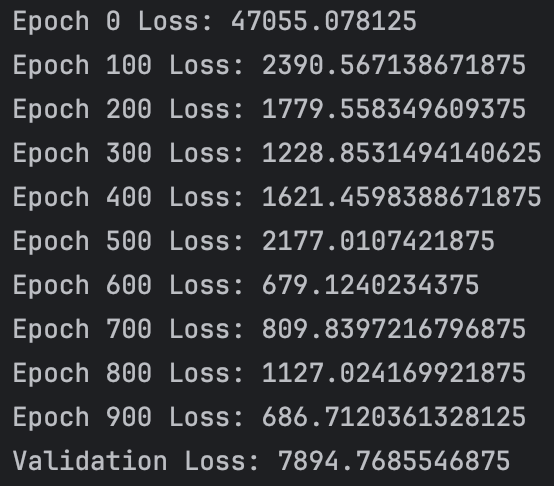 Epoch 0 Loss: 47055.078125
Epoch 100 Loss: 2390.567138671875
Epoch 200 Loss: 1779.558349609375
Epoch 300 Loss: 1228.8531494140625
Epoch 400 Loss: 1621.4598388671875
Epoch 500 Loss: 2177.0107421875
Epoch 600 Loss: 679.1240234375
Epoch 700 Loss: 809.8397216796875
Epoch 800 Loss: 1127.024169921875
Epoch 900 Loss: 686.7120361328125
Validation Loss: 7894.7685546875